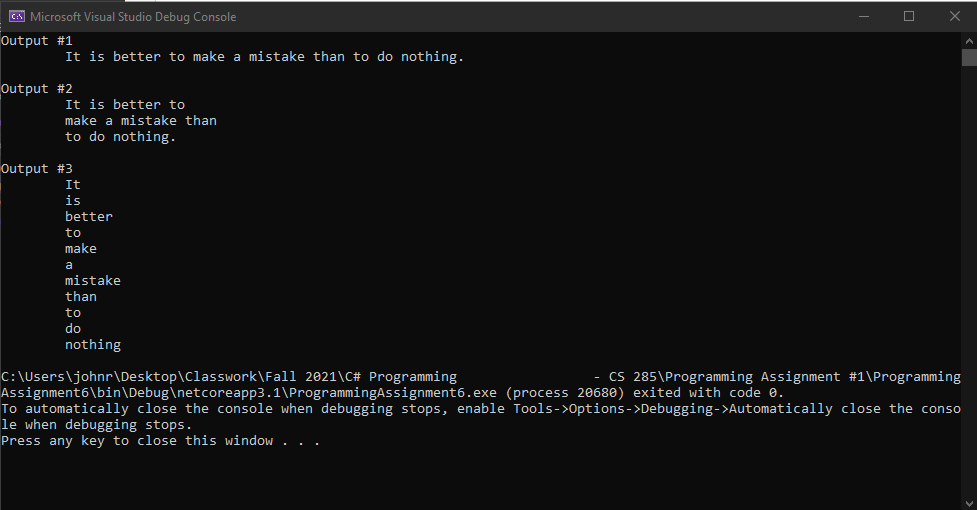 Microsoft Visual Studio Debug Console
Output #1
It is better to make a mistake than to do nothing.
Output #2
It is better to
make a mistake than
to do nothing.
Output #3
It
is
better
to
make
a
mistake
than
to
do
nothing
C:\Users\johnr\Desktop\Classwork\Fall 2021\C# Programming                 - CS 285\Programming Assignment #1\Programming
Assignment6\bin\Debug\netcoreapp3.1\ProgrammingAssignment6.exe (process 20680) exited with code 0.
To automatically close the console when debugging stops, enable Tools->Options->Debugging->Automatically close the conso
le when debugging stops.
Press any key to close this window . . .